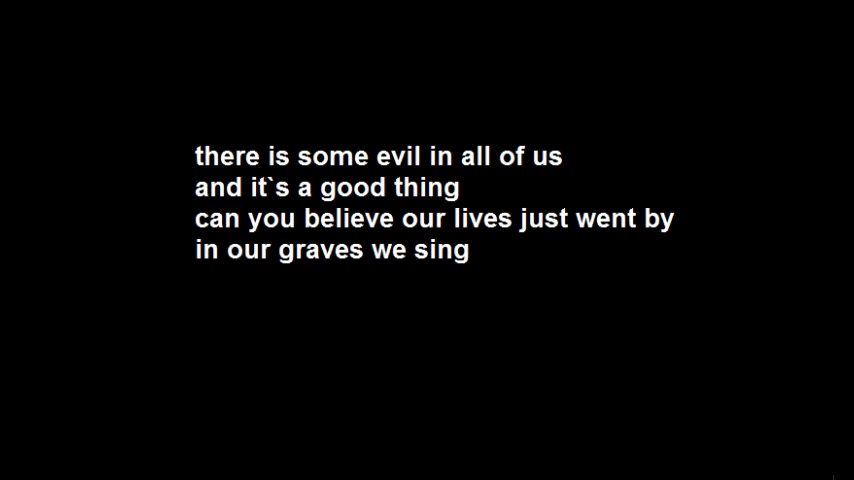 there is some evil in all of us
and it`s a good thing
can you believe our lives just went by
in our graves we sing